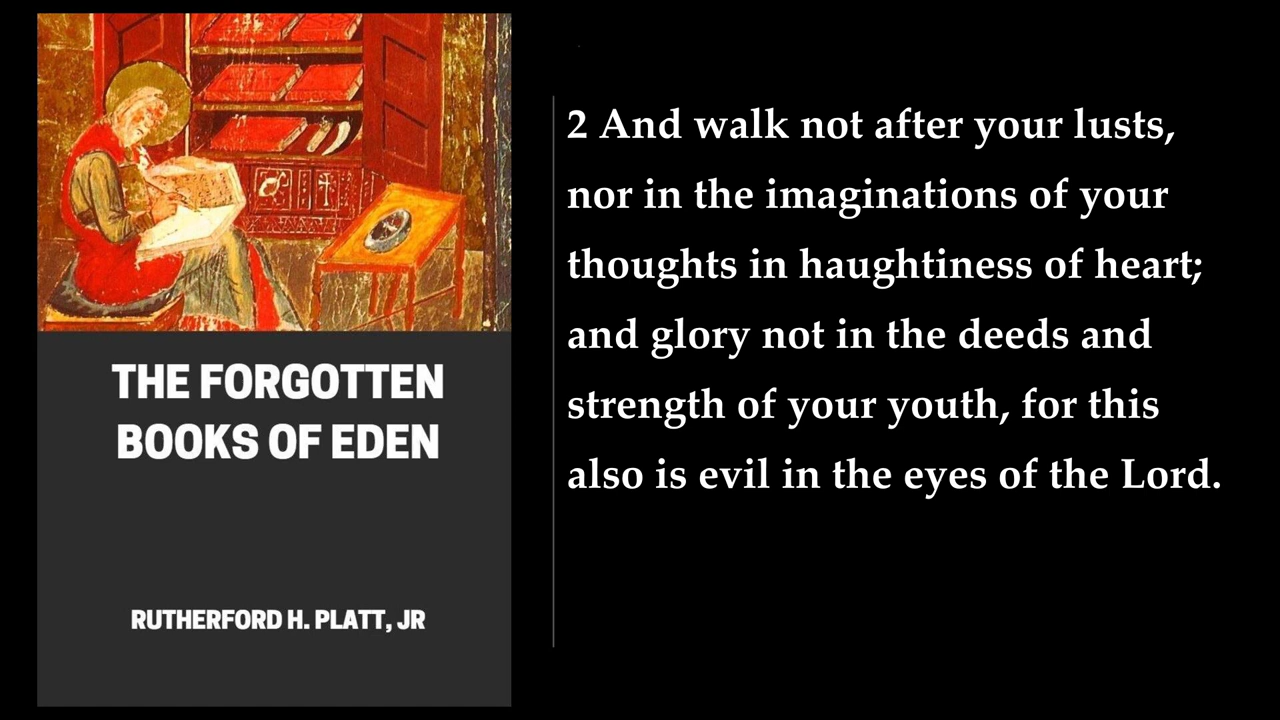 THE FORGOTTEN
BOOKS OF EDEN
RUTHERFORD H. PLATT, JR
2 And walk not after your lusts,
nor in the imaginations of your
thoughts in haughtiness of heart;
and glory not in the deeds and
strength of your youth, for this
also is evil in the eyes of the Lord.